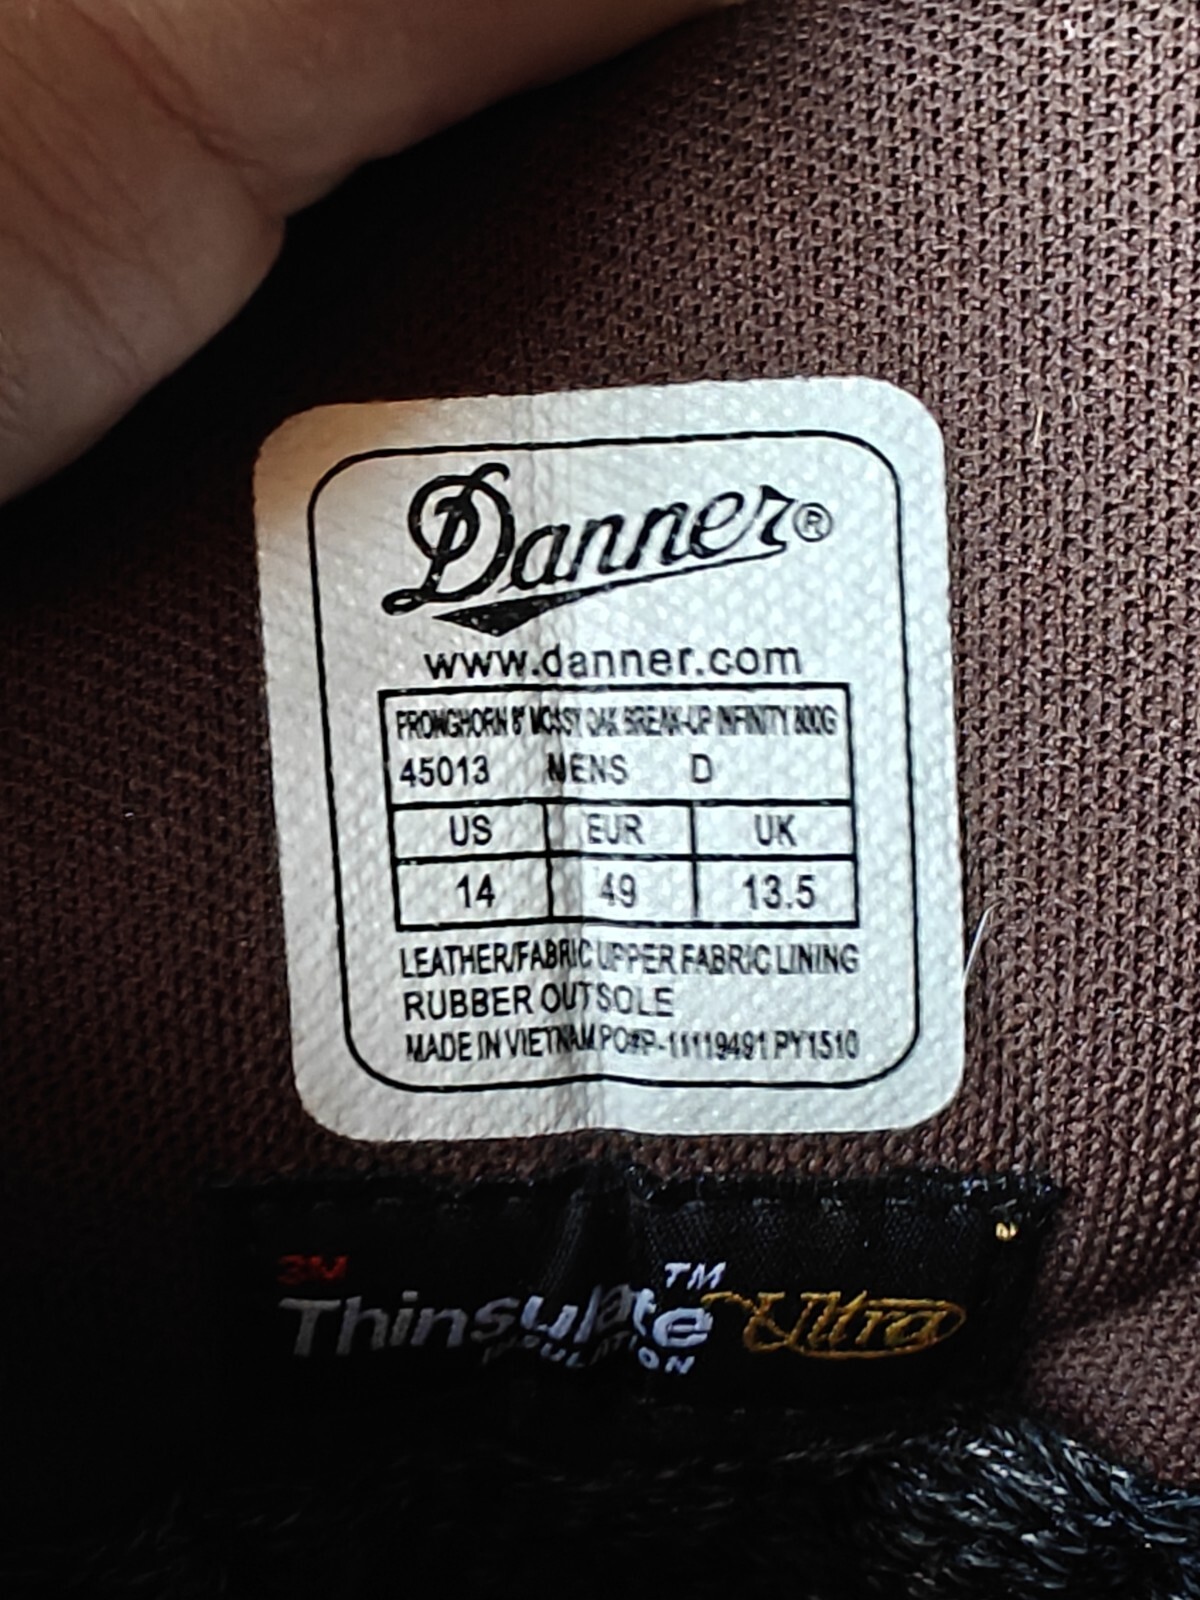 Danner®
www.danner.com
PRONGHORN 8" MOSSY OAK BREAK-UP INFINITY 800G
45013 MENS D
US EUR UK
14 49 13.5
LEATHER/FABRIC UPPER FABRIC LINING
RUBBER OUTSOLE
MADE IN VIETNAM PO#P-11119491 PY1510
3M
Thinsulate™ Ultra
INSULATION